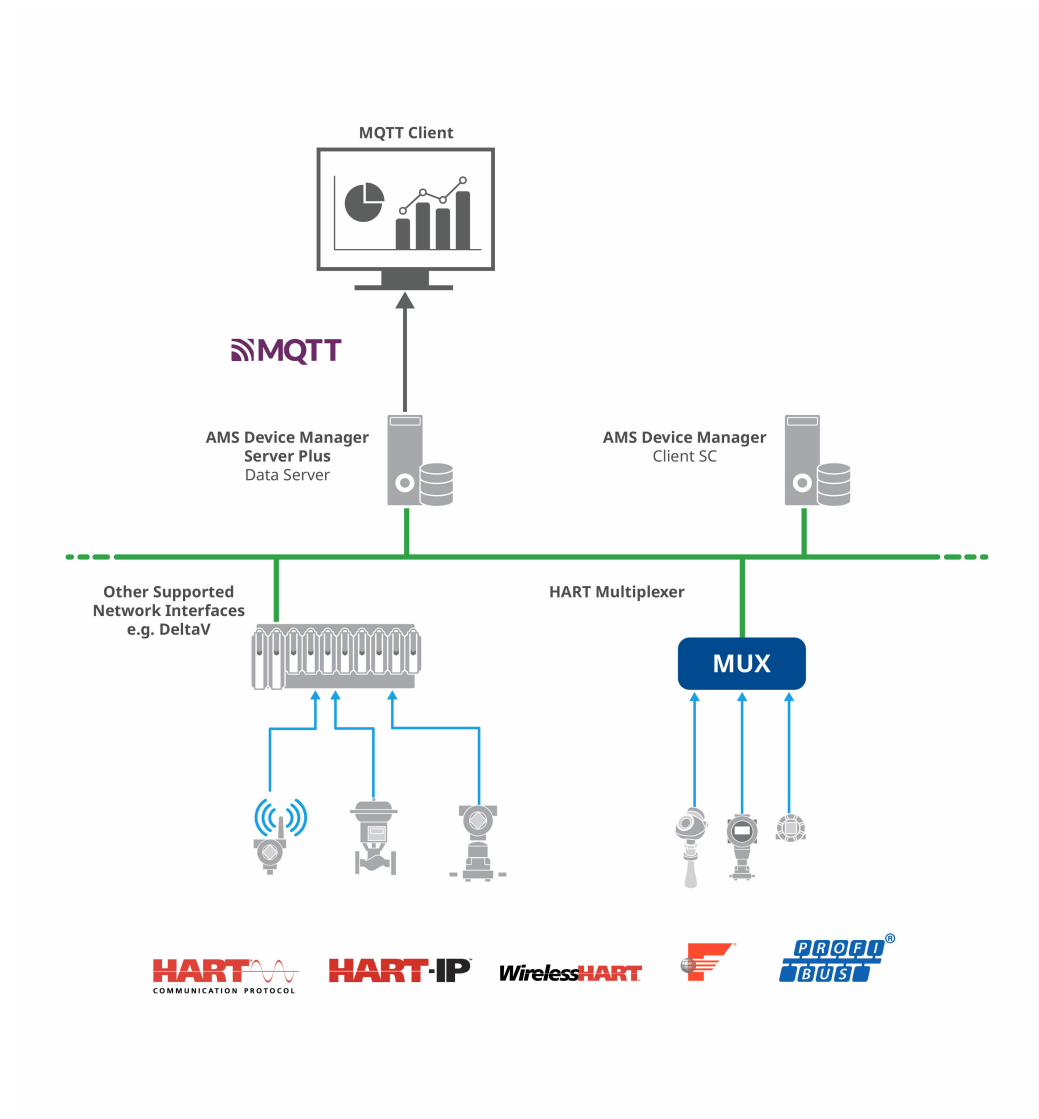 MQTT Client
MQTT
AMS Device Manager
Server Plus
Data Server
AMS Device Manager
Client SC
Other Supported
Network Interfaces
e.g. DeltaV
HART Multiplexer
MUX
HART
COMMUNICATION PROTOCOL
HART-IP™
WirelessHART
F
PROFI®
BUS